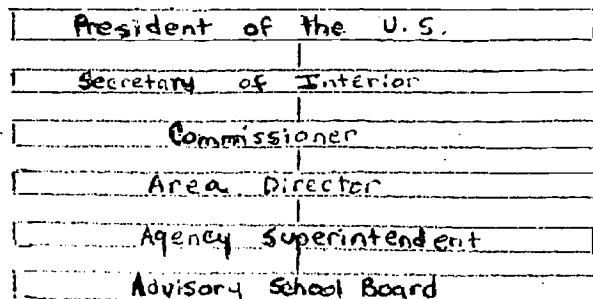 President of the U.S.
Secretary of Interior
Commissioner
Area Director
Agency Superintendent
Advisory School Board